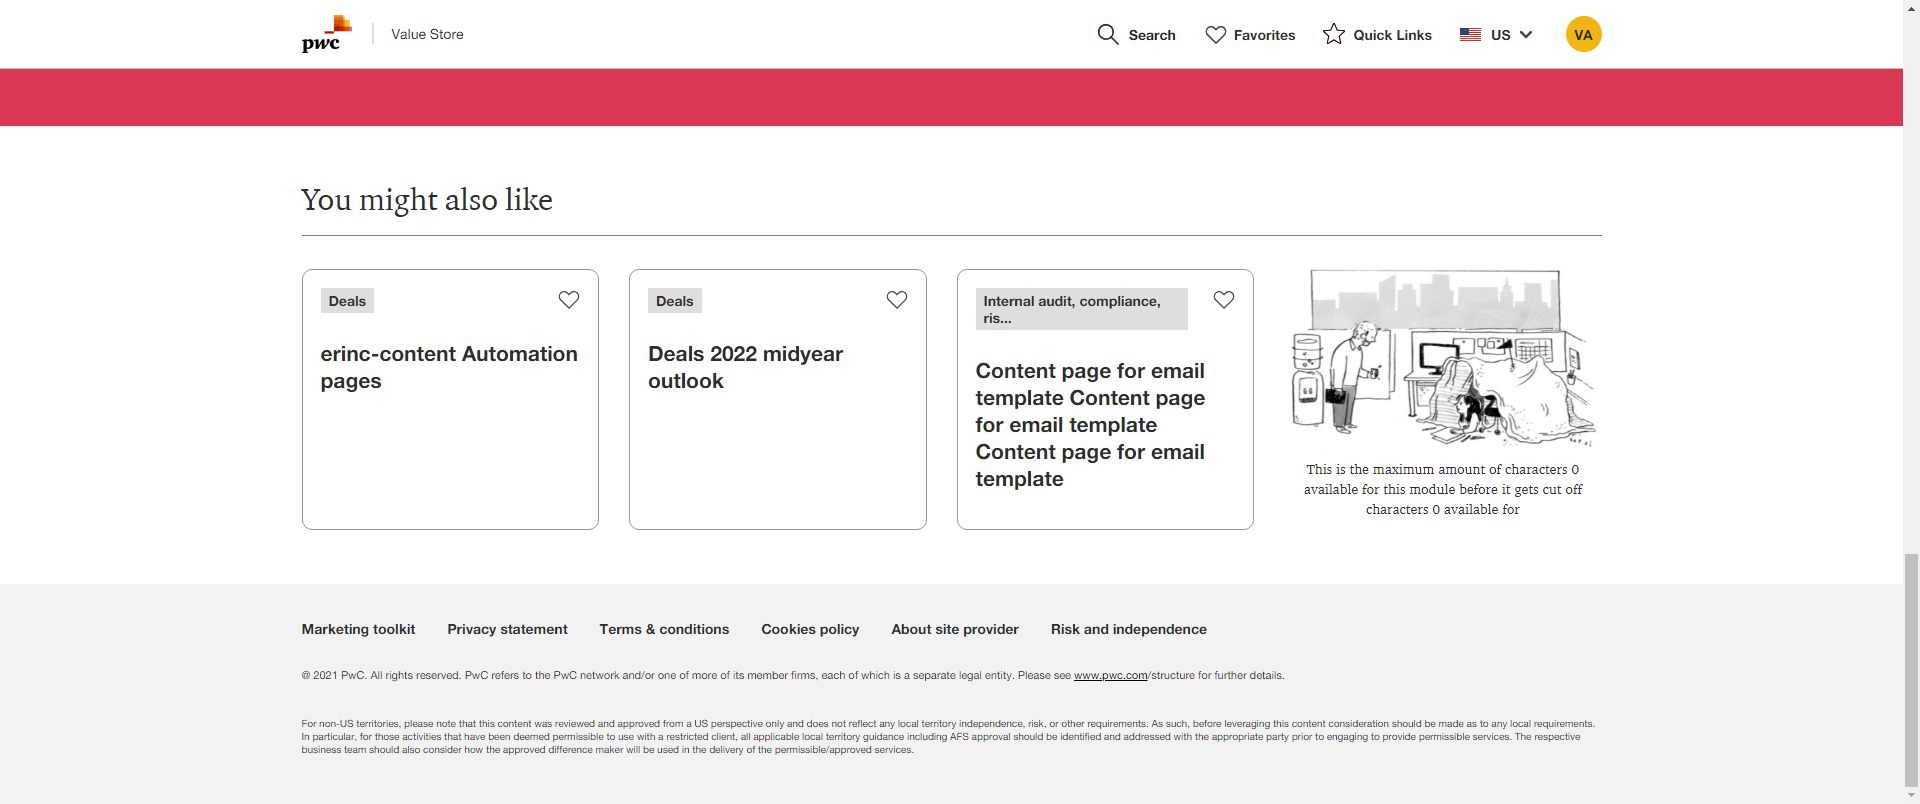 pwc
Value Store
Search
Favorites
Quick Links
US
VA
You might also like
Deals
erinc-content Automation
pages
Deals
Deals 2022 midyear
outlook
Internal audit, compliance,
ris...
Content page for email
template Content page
for email template
Content page for email
template
This is the maximum amount of characters 0
available for this module before it gets cut off
characters 0 available for
Marketing toolkit
Privacy statement
Terms & conditions
Cookies policy
About site provider
Risk and independence
@ 2021 PwC. All rights reserved. PwC refers to the PwC network and/or one of more of its member firms, each of which is a separate legal entity. Please see www.pwc.com/structure for further details.
For non-US territories, please note that this content was reviewed and approved from a US perspective only and does not reflect any local territory independence, risk, or other requirements. As such, before leveraging this content consideration should be made as to any local requirements.
In particular, for those activities that have been deemed permissible to use with a restricted client, all applicable local territory guidance including AFS approval should be identified and addressed with the appropriate party prior to engaging to provide permissible services. The respective
business team should also consider how the approved difference maker will be used in the delivery of the permissible/approved services.